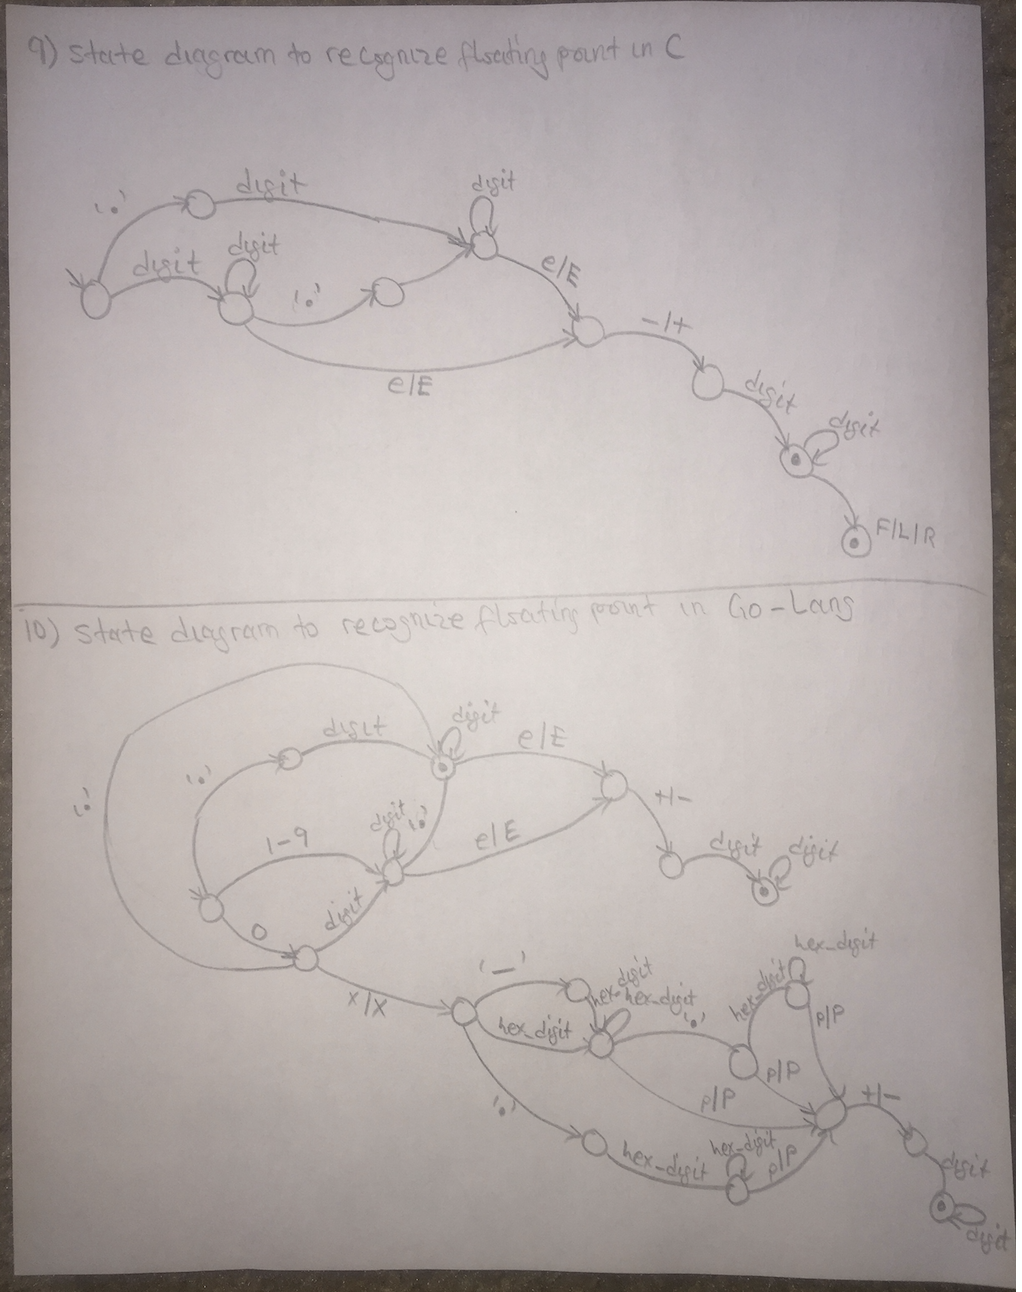 9) state diagram to recognize floating point in C
'.'
digit
digit
digit
digit
'.'
e/E
e/E
-/+
digit
digit
F/L/R
10) State diagram to recognize floating point in Go-Lang
'.'
'.'
digit
digit
e/E
1-9
digit
'.'
e/E
+/-
digit
digit
0
digit
x/X
'_'
hex_digit
hex_digit
hex_digit
'.'
hex_digit
hex_digit
p/P
p/P
p/P
'.'
hex_digit
hex_digit
p/P
+/-
digit
digit